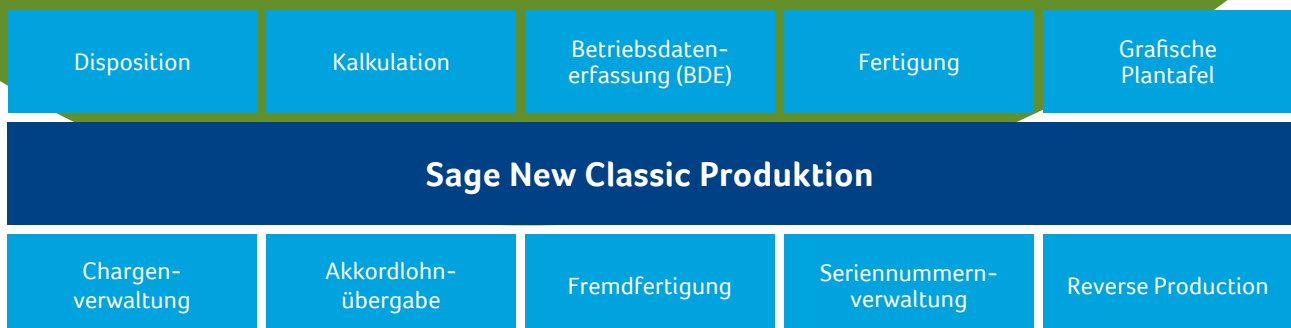 Disposition
Kalkulation
Betriebsdaten-
erfassung (BDE)
Fertigung
Grafische
Plantafel
Sage New Classic Produktion
Chargen-
verwaltung
Akkordlohn-
übergabe
Fremdfertigung
Seriennummern-
verwaltung
Reverse Production